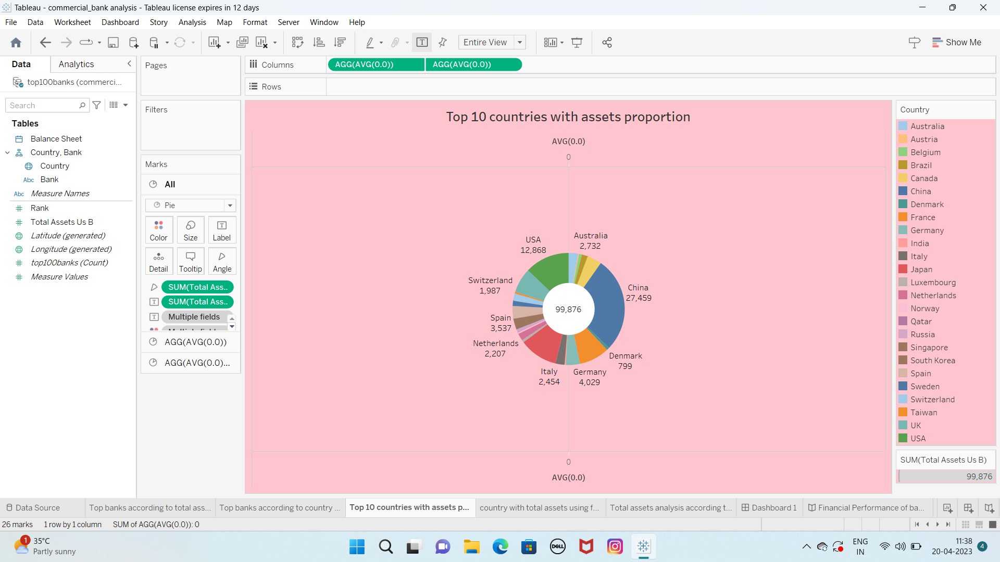 Tableau - commercial_bank analysis - Tableau license expires in 12 days
File Data Worksheet Dashboard Story Analysis Map Format Server Window Help
Entire View
Show Me
Data Analytics
top100banks (commerci...
Search
Tables
Balance Sheet
Country, Bank
Country
Abc Bank
Abc Measure Names
Rank
Total Assets Us B
Latitude (generated)
Longitude (generated)
top100banks (Count)
Measure Values
Pages
Filters
Marks
All
Pie
Color Size Label
Detail Tooltip Angle
SUM(Total Ass..
SUM(Total Ass..
Multiple fields
AGG(AVG(0.0))
AGG(AVG(0.0)...
Columns AGG(AVG(0.0)) AGG(AVG(0.0))
Rows
Top 10 countries with assets proportion
AVG(0.0)
0
Australia
2,732
USA
12,868
Switzerland
1,987
China
27,459
99,876
Spain
3,537
Netherlands
2,207
Denmark
799
Italy
2,454
Germany
4,029
0
AVG(0.0)
Country
Australia
Austria
Belgium
Brazil
Canada
China
Denmark
France
Germany
India
Italy
Japan
Luxembourg
Netherlands
Norway
Qatar
Russia
Singapore
South Korea
Spain
Sweden
Switzerland
Taiwan
UK
USA
SUM(Total Assets Us B)
99,876
Data Source Top banks according to total ass... Top banks according to country ... Top 10 countries with assets p... country with total assets using f... Total assets analysis according t... Dashboard 1 Financial Performance of ba...
26 marks 1 row by 1 column SUM of AGG(AVG(0.0)): 0
1
35°C
Partly sunny
DELL
ENG
IN
11:38
20-04-2023
4